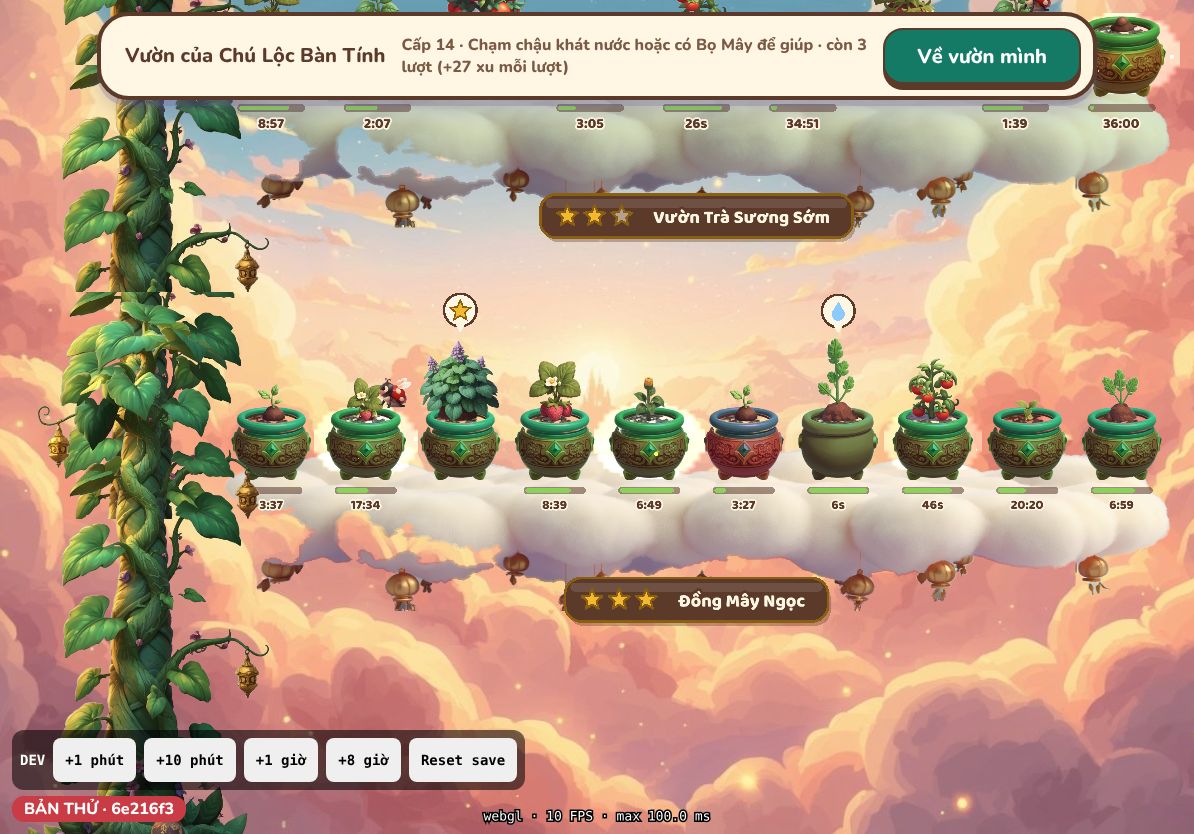 Vườn của Chú Lộc Bàn Tính
Cấp 14 · Chạm chậu khát nước hoặc có Bọ Mây để giúp · còn 3
lượt (+27 xu mỗi lượt)
Về vườn mình
8:57 2:07 3:05 26s 34:51 1:39 36:00
Vườn Trà Sương Sớm
3:37 17:34 8:39 6:49 3:27 6s 46s 20:20 6:59
Đồng Mây Ngọc
DEV +1 phút +10 phút +1 giờ +8 giờ Reset save
BẢN THỬ · 6e216f3
webgl · 10 FPS · max 100.0 ms